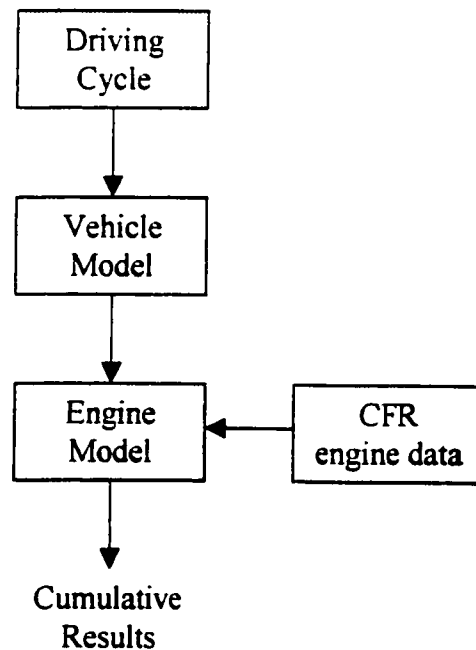 Driving
Cycle
Vehicle
Model
Engine
Model
CFR
engine data
Cumulative
Results